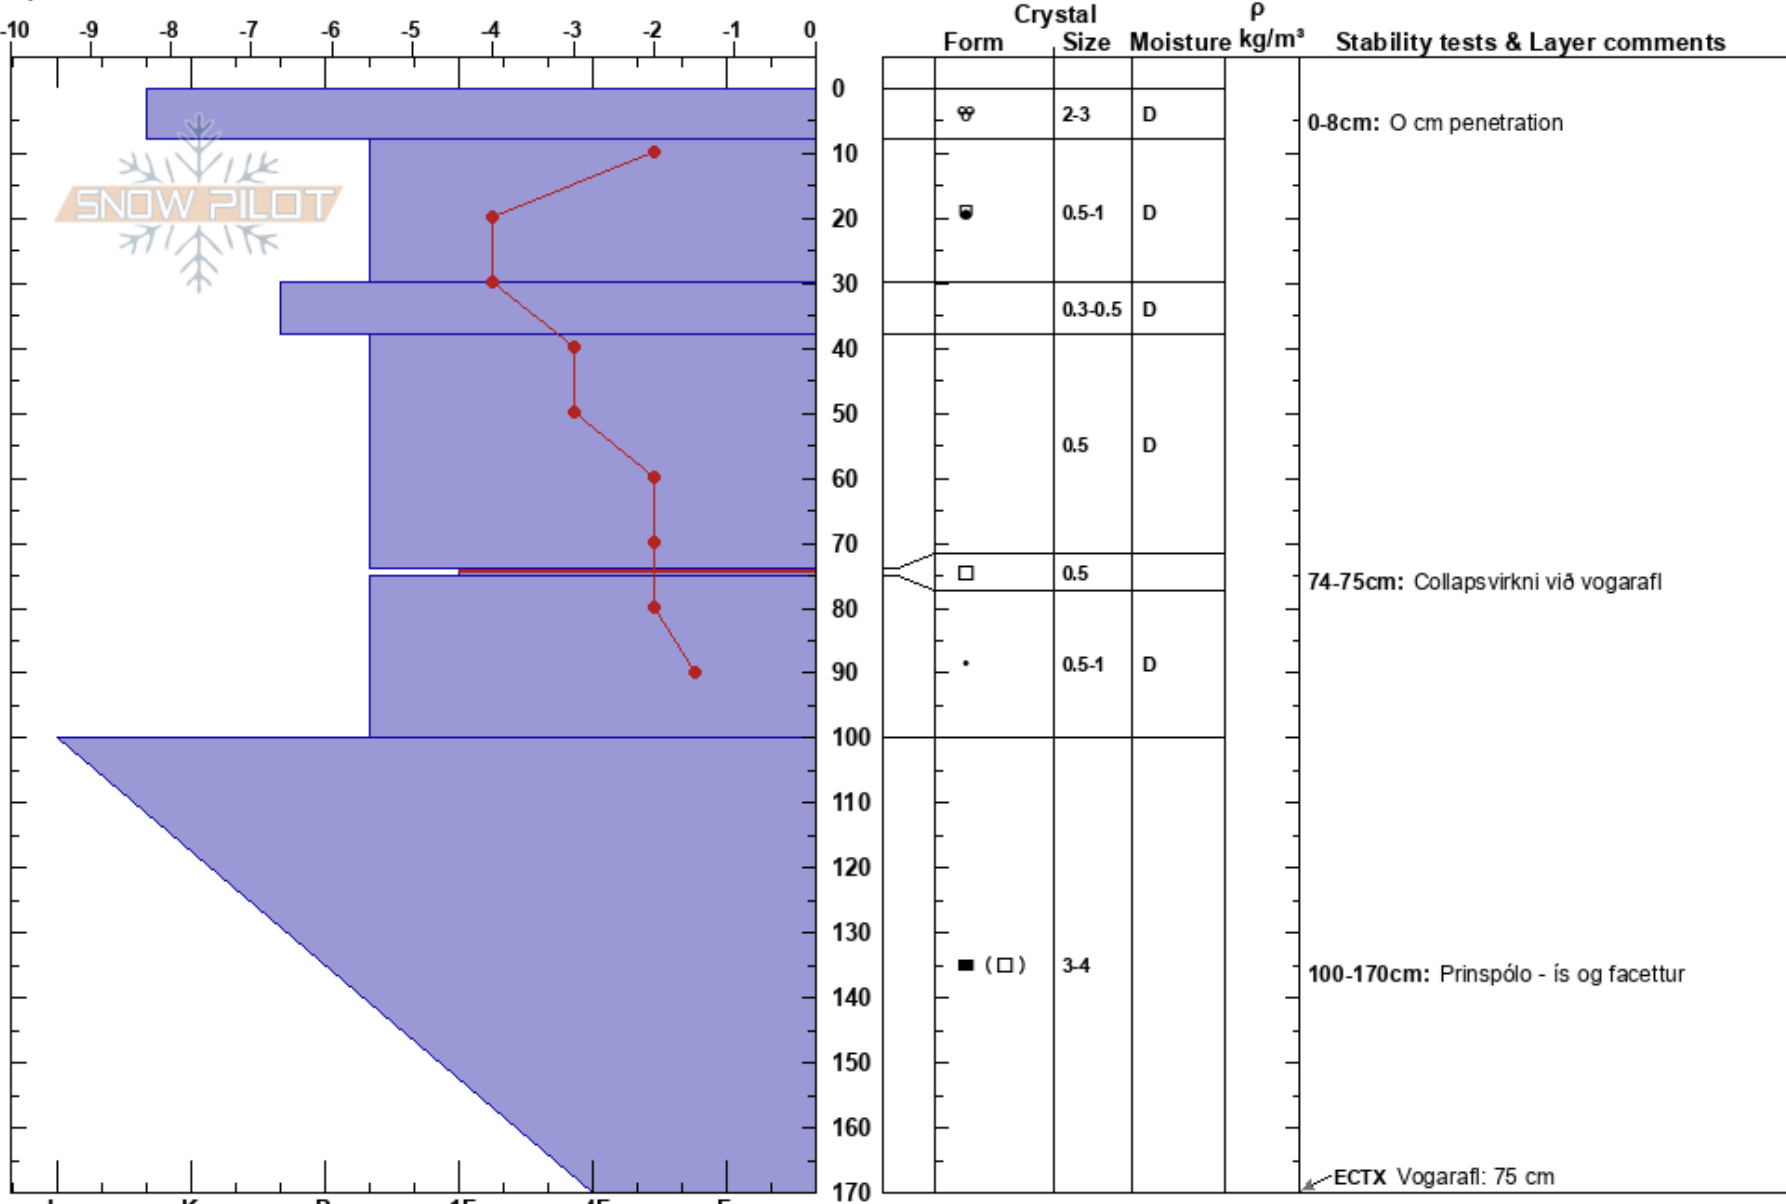 Crystal ρ
-10 -9 -8 -7 -6 -5 -4 -3 -2 -1 0
Form Size Moisture kg/m³ Stability tests & Layer comments
0
2-3 D
0-8cm: O cm penetration
10
SNOW PILOT
20
0.5-1 D
30
0.3-0.5 D
40
50
0.5 D
60
70
0.5
74-75cm: Collapsvirkni við vogarafl
80
90
0.5-1 D
100
110
120
130
( ) 3-4
100-170cm: Prinspólo - ís og facettur
140
150
160
ECTX Vogarafl: 75 cm
170